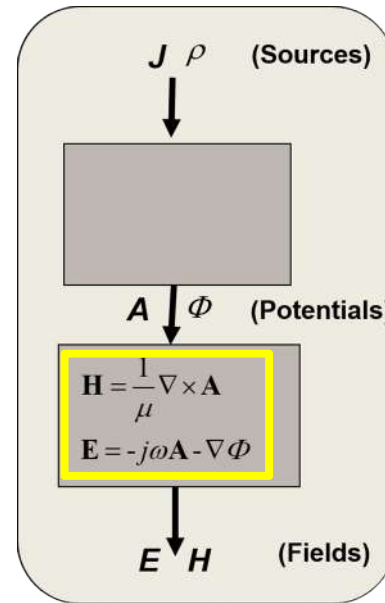 J ρ (Sources)
A Φ (Potentials)
H = 1/μ ∇ × A
E = -jωA - ∇Φ
E H (Fields)